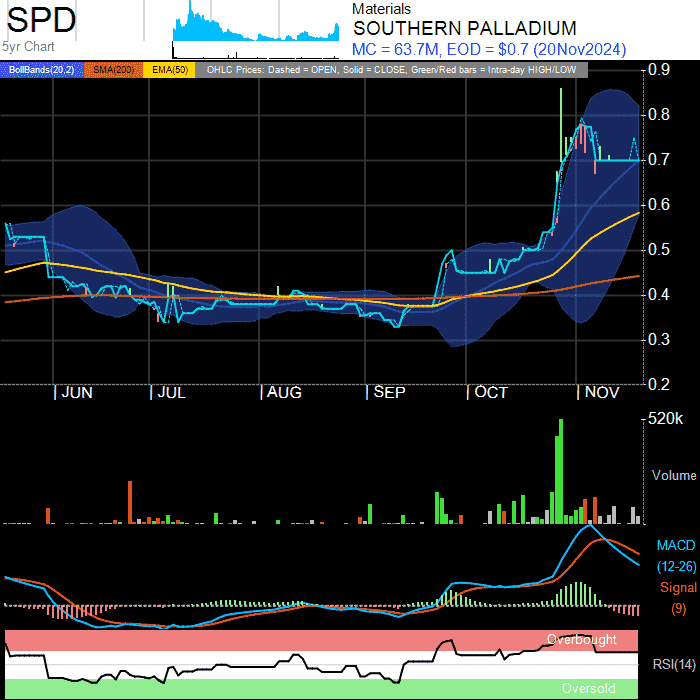 SPD
5yr Chart
Materials
SOUTHERN PALLADIUM
MC = 63.7M, EOD = $0.7 (20Nov2024)
BollBands(20,2) SMA(200) EMA(50) OHLC Prices: Dashed = OPEN, Solid = CLOSE, Green/Red bars = Intra-day HIGH/LOW
0.9
0.8
0.7
0.6
0.5
0.4
0.3
0.2
JUN JUL AUG SEP OCT NOV
520k
Volume
MACD
(12-26)
Signal
(9)
Overbought
RSI(14)
Oversold